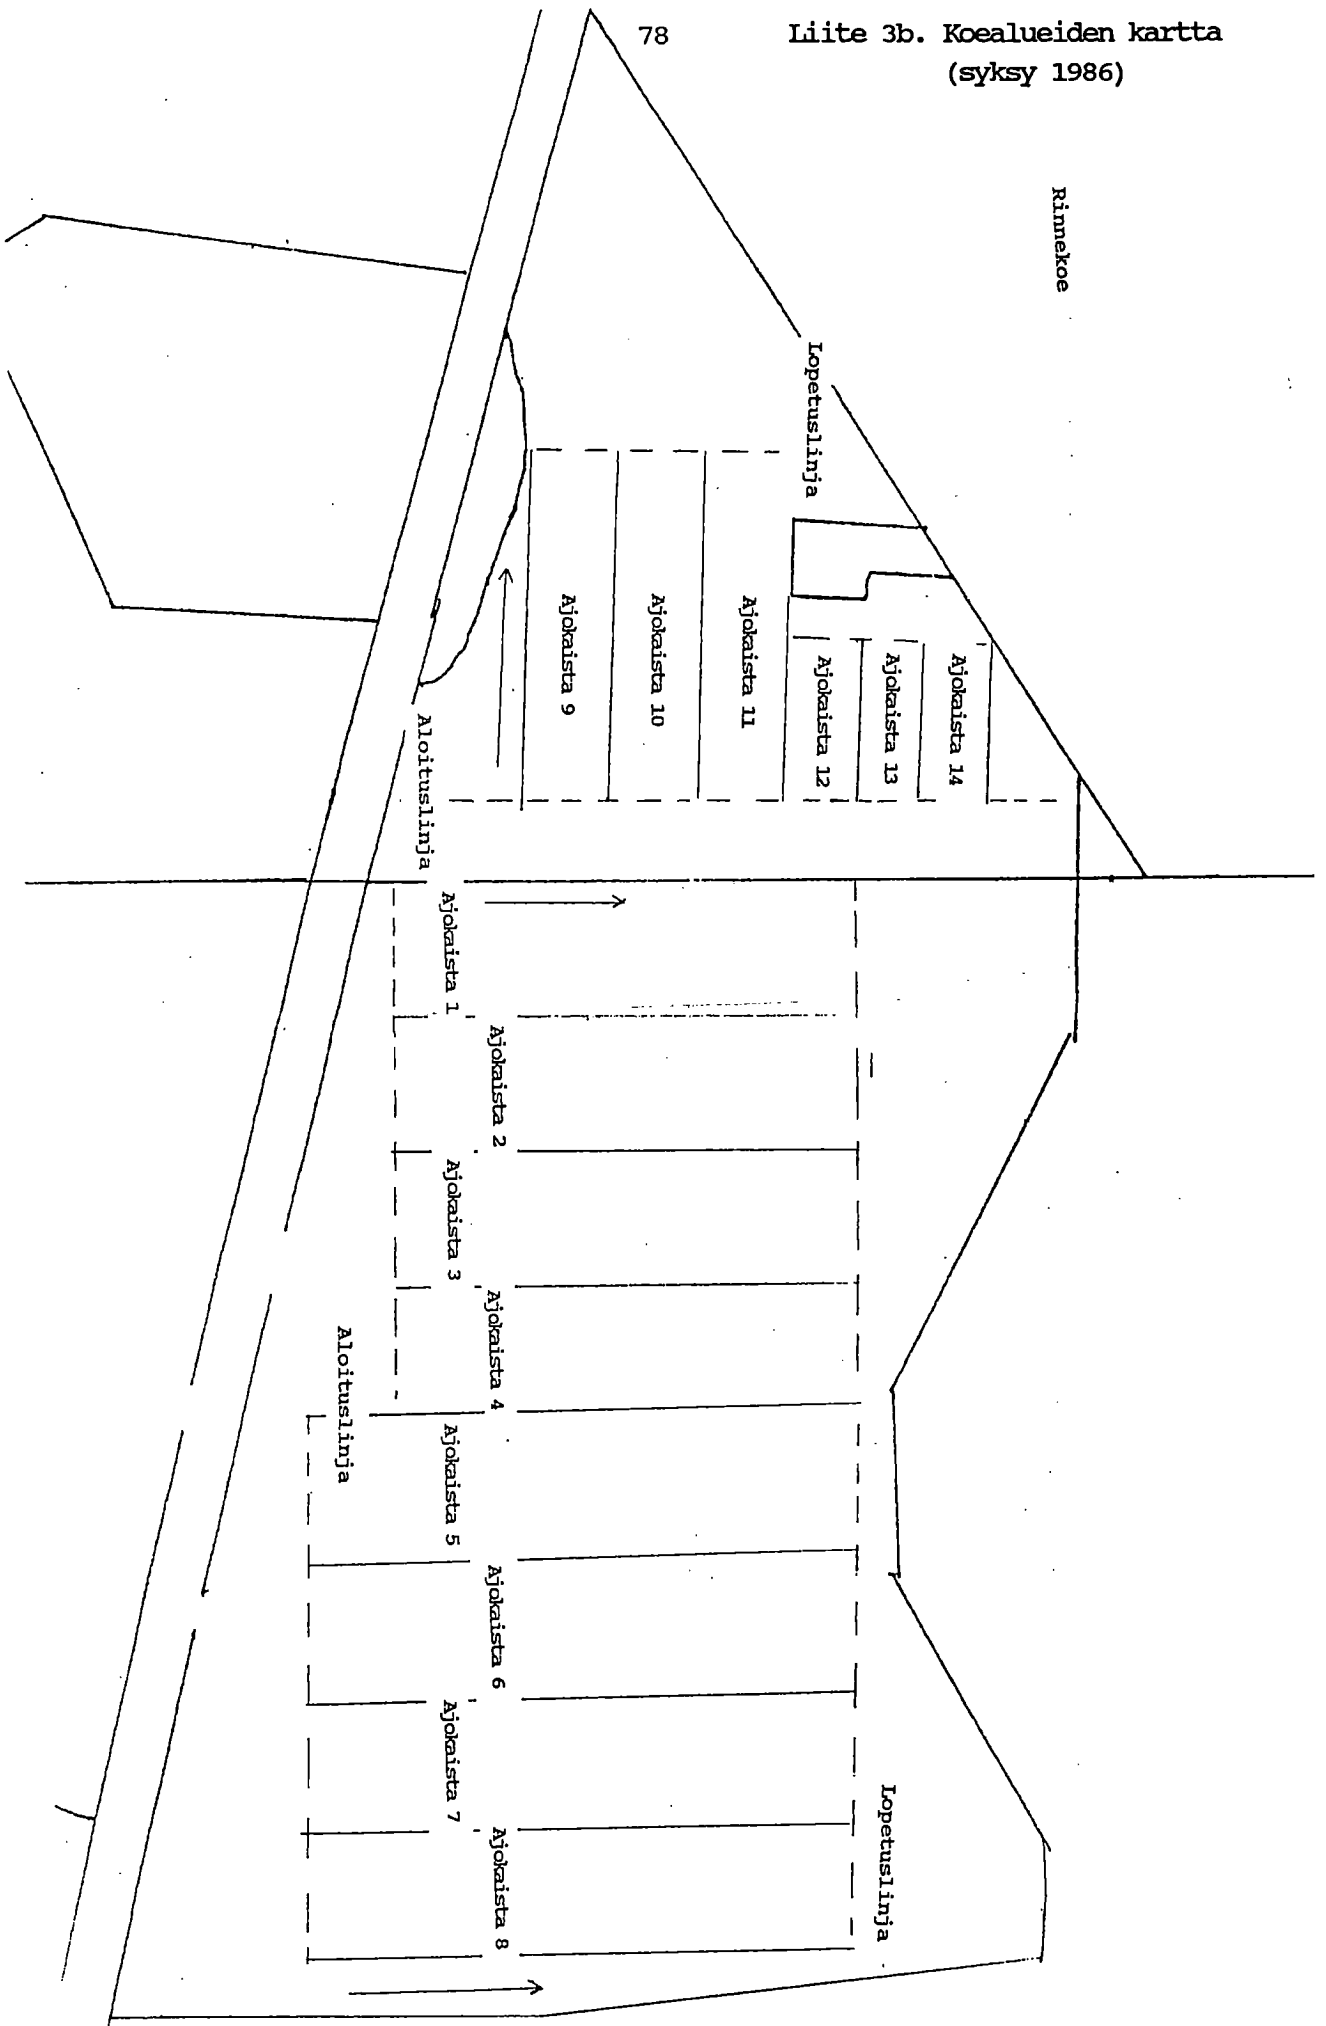 78
Liite 3b. Koealueiden kartta
(syksy 1986)
Rinnekoe
Lopetuslinja
Ajokaista 9
Ajokaista 10
Ajokaista 11
Ajokaista 12
Ajokaista 13
Ajokaista 14
Aloituslinja
Ajokaista 1
Ajokaista 2
Ajokaista 3
Ajokaista 4
Aloituslinja
Ajokaista 5
Ajokaista 6
Ajokaista 7
Ajokaista 8
Lopetuslinja